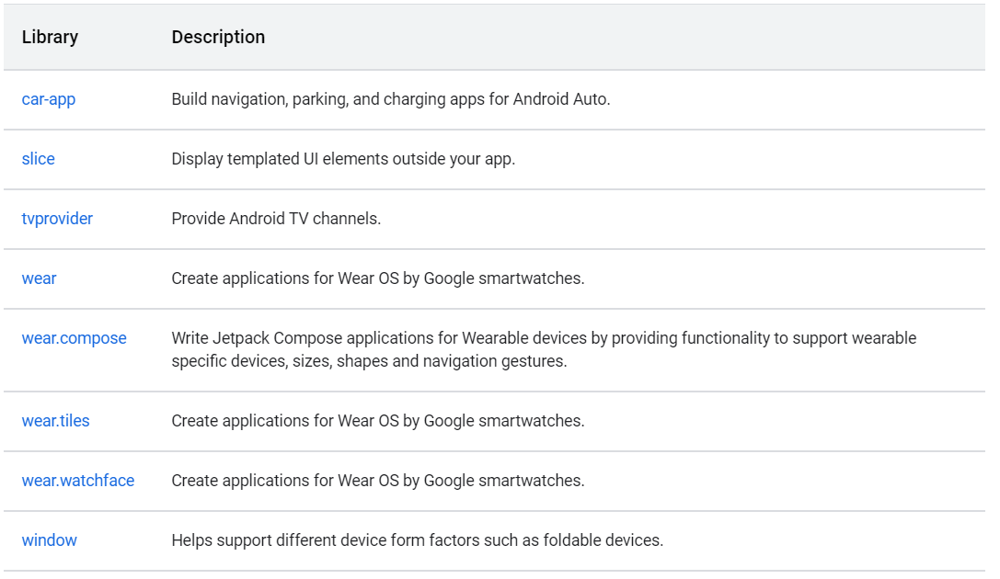 Library Description
car-app Build navigation, parking, and charging apps for Android Auto.
slice Display templated UI elements outside your app.
tvprovider Provide Android TV channels.
wear Create applications for Wear OS by Google smartwatches.
wear.compose Write Jetpack Compose applications for Wearable devices by providing functionality to support wearable
specific devices, sizes, shapes and navigation gestures.
wear.tiles Create applications for Wear OS by Google smartwatches.
wear.watchface Create applications for Wear OS by Google smartwatches.
window Helps support different device form factors such as foldable devices.